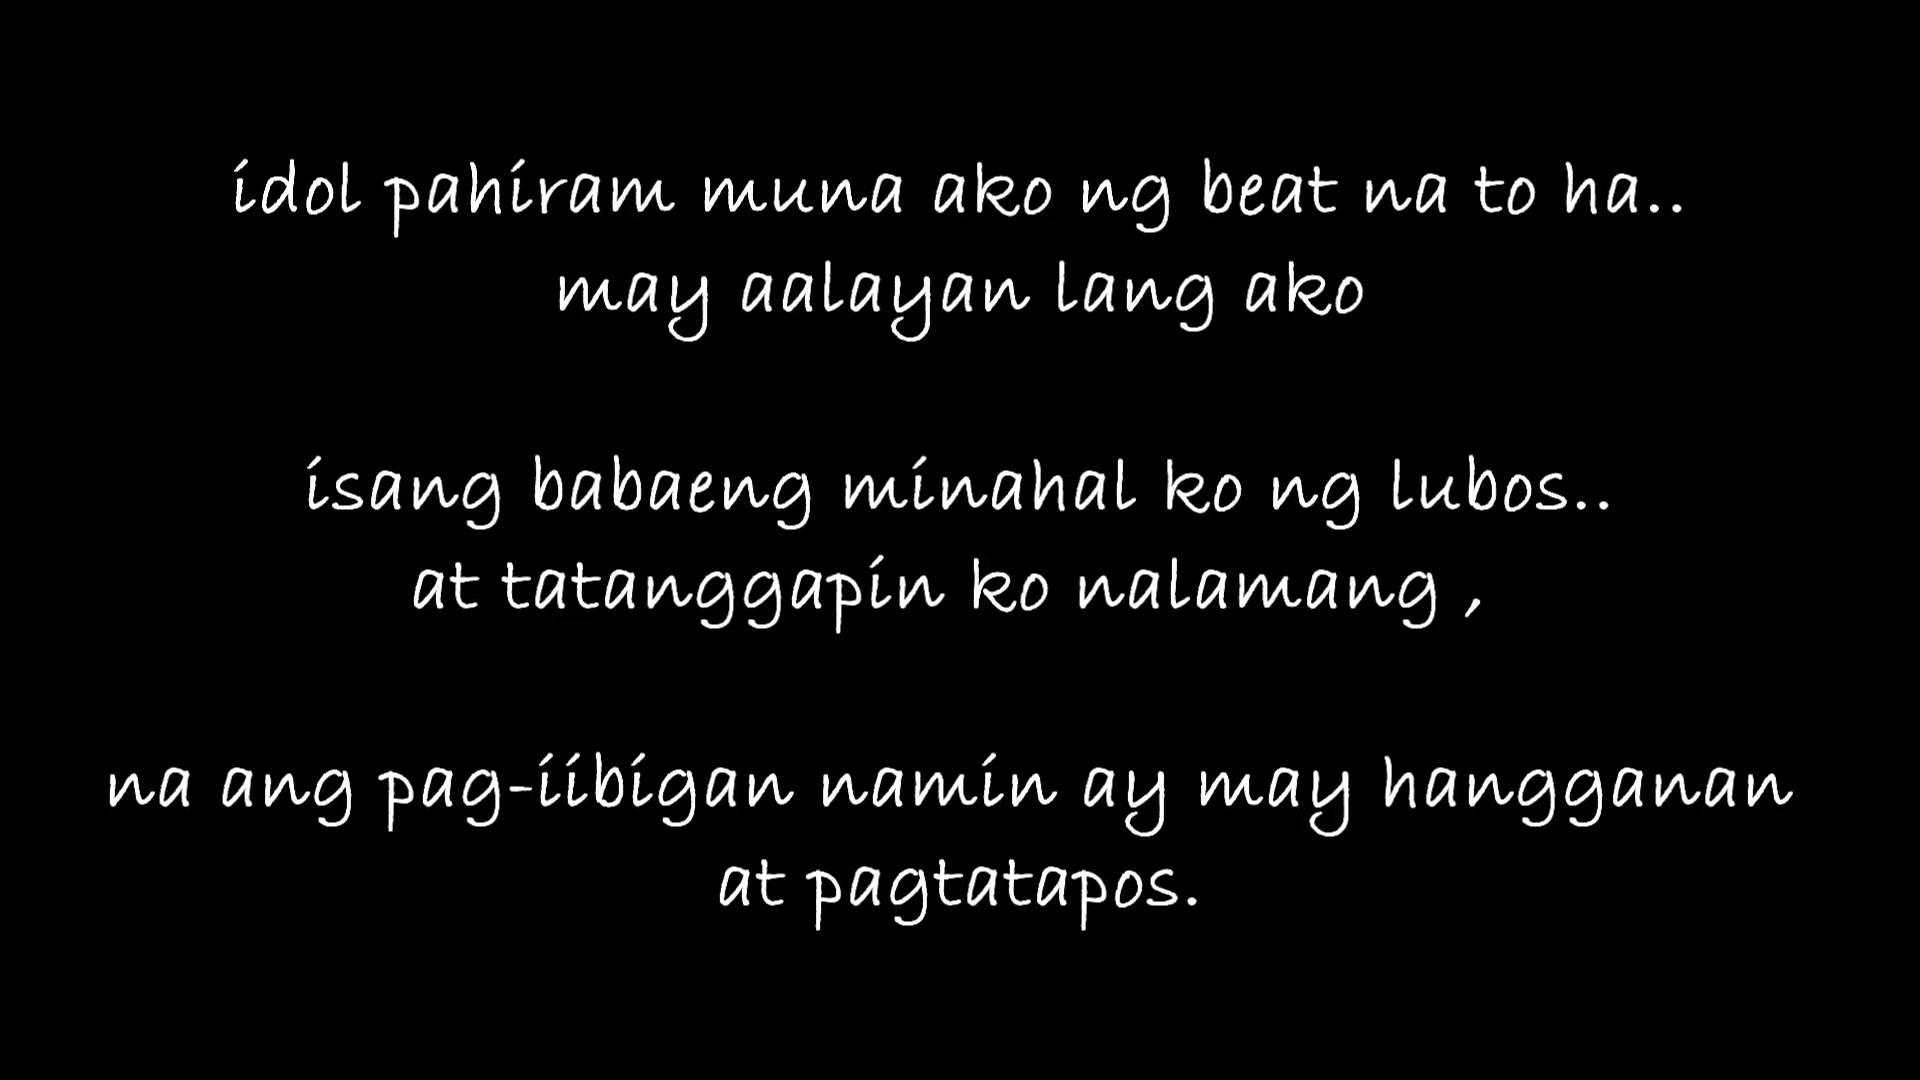 idol pahiram muna ako ng beat na to ha..
may aalayan lang ako
isang babaeng minahal ko ng lubos..
at tatanggapin ko nalamang ,
na ang pag-iibigan namin ay may hangganan
at pagtatapos.